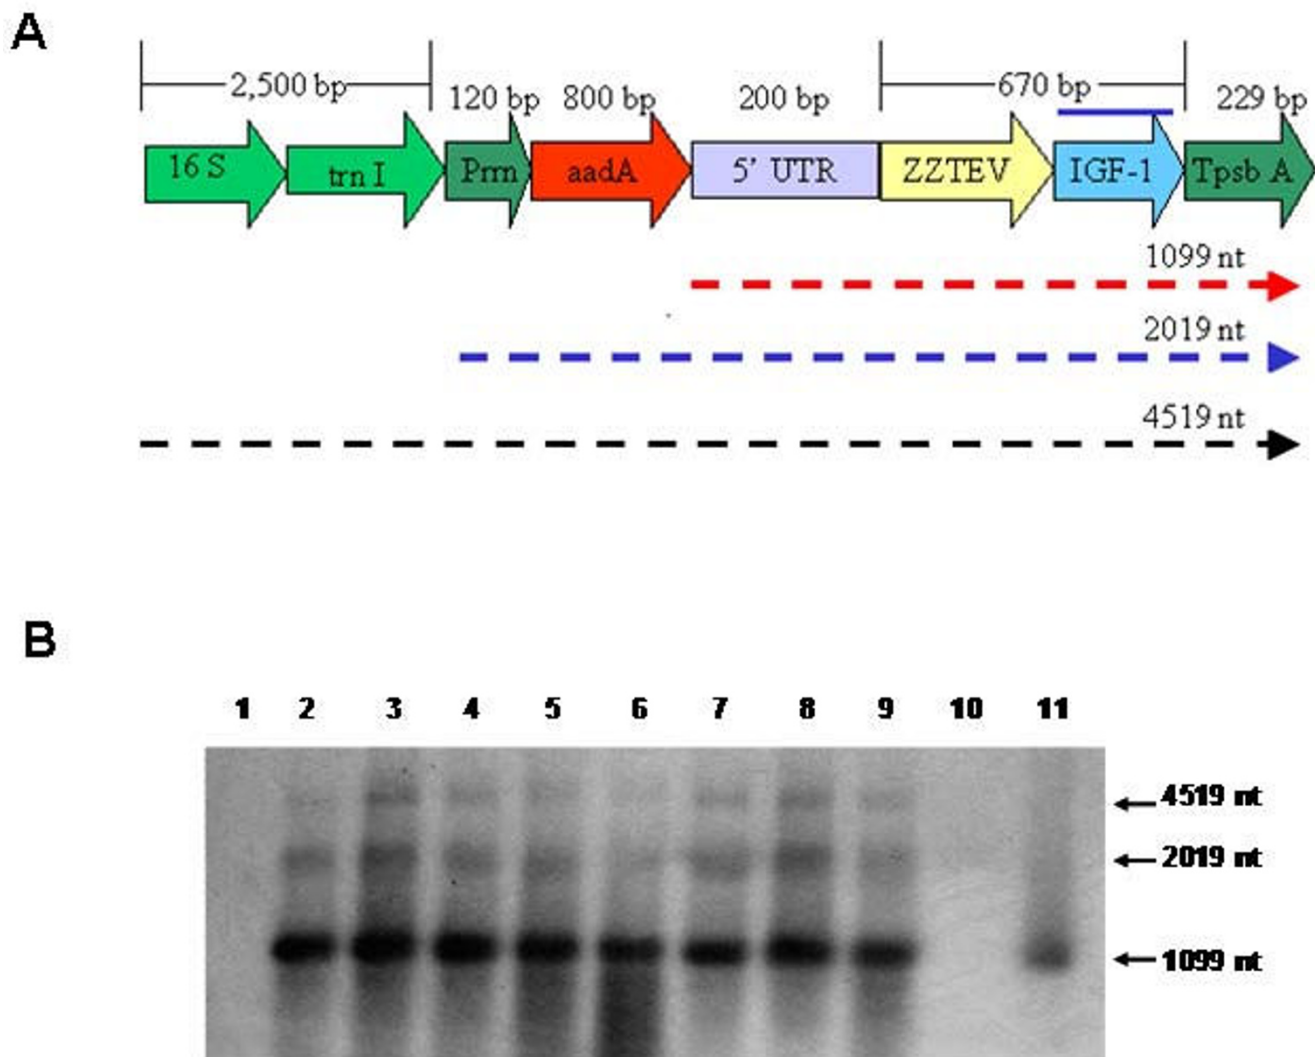 A
2,500 bp 120 bp 800 bp 200 bp 670 bp 229 bp
16 S trn I Prrn aadA 5' UTR ZZTEV IGF-1 Tpsb A
1099 nt
2019 nt
4519 nt
B
1 2 3 4 5 6 7 8 9 10 11
4519 nt
2019 nt
1099 nt